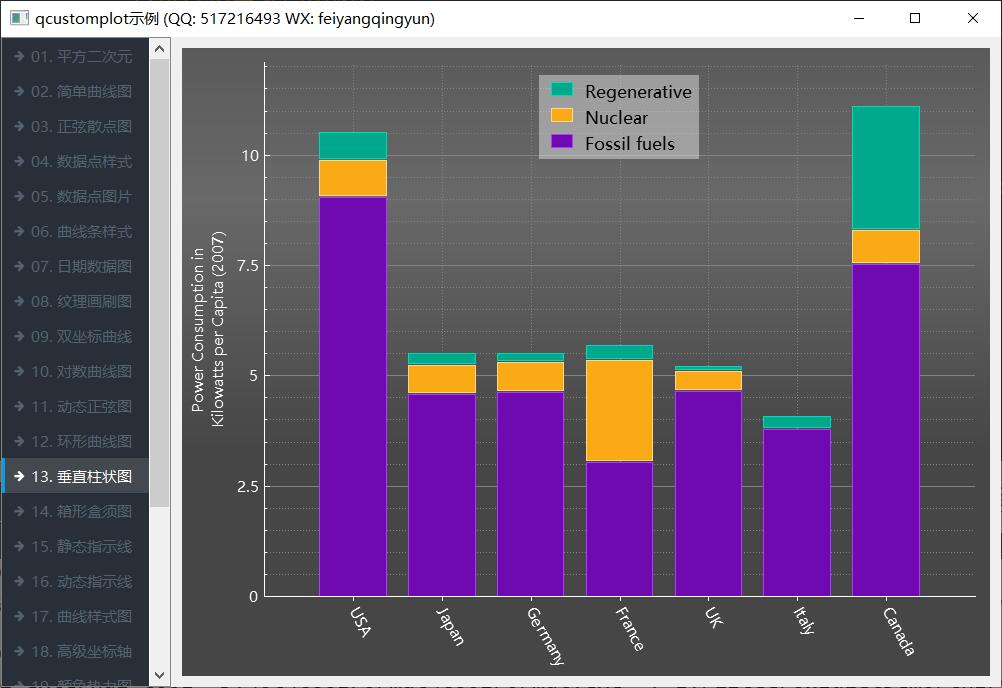 qcustomplot示例 (QQ: 517216493 WX: feiyangqingyun)
01. 平方二次元
02. 简单曲线图
03. 正弦散点图
04. 数据点样式
05. 数据点图片
06. 曲线条样式
07. 日期数据图
08. 纹理画刷图
09. 双坐标曲线
10. 对数曲线图
11. 动态正弦图
12. 环形曲线图
13. 垂直柱状图
14. 箱形盒须图
15. 静态指示线
16. 动态指示线
17. 曲线样式图
18. 高级坐标轴
Power Consumption in
Kilowatts per Capita (2007)
10
7.5
5
2.5
0
Regenerative
Nuclear
Fossil fuels
USA
Japan
Germany
France
UK
Italy
Canada